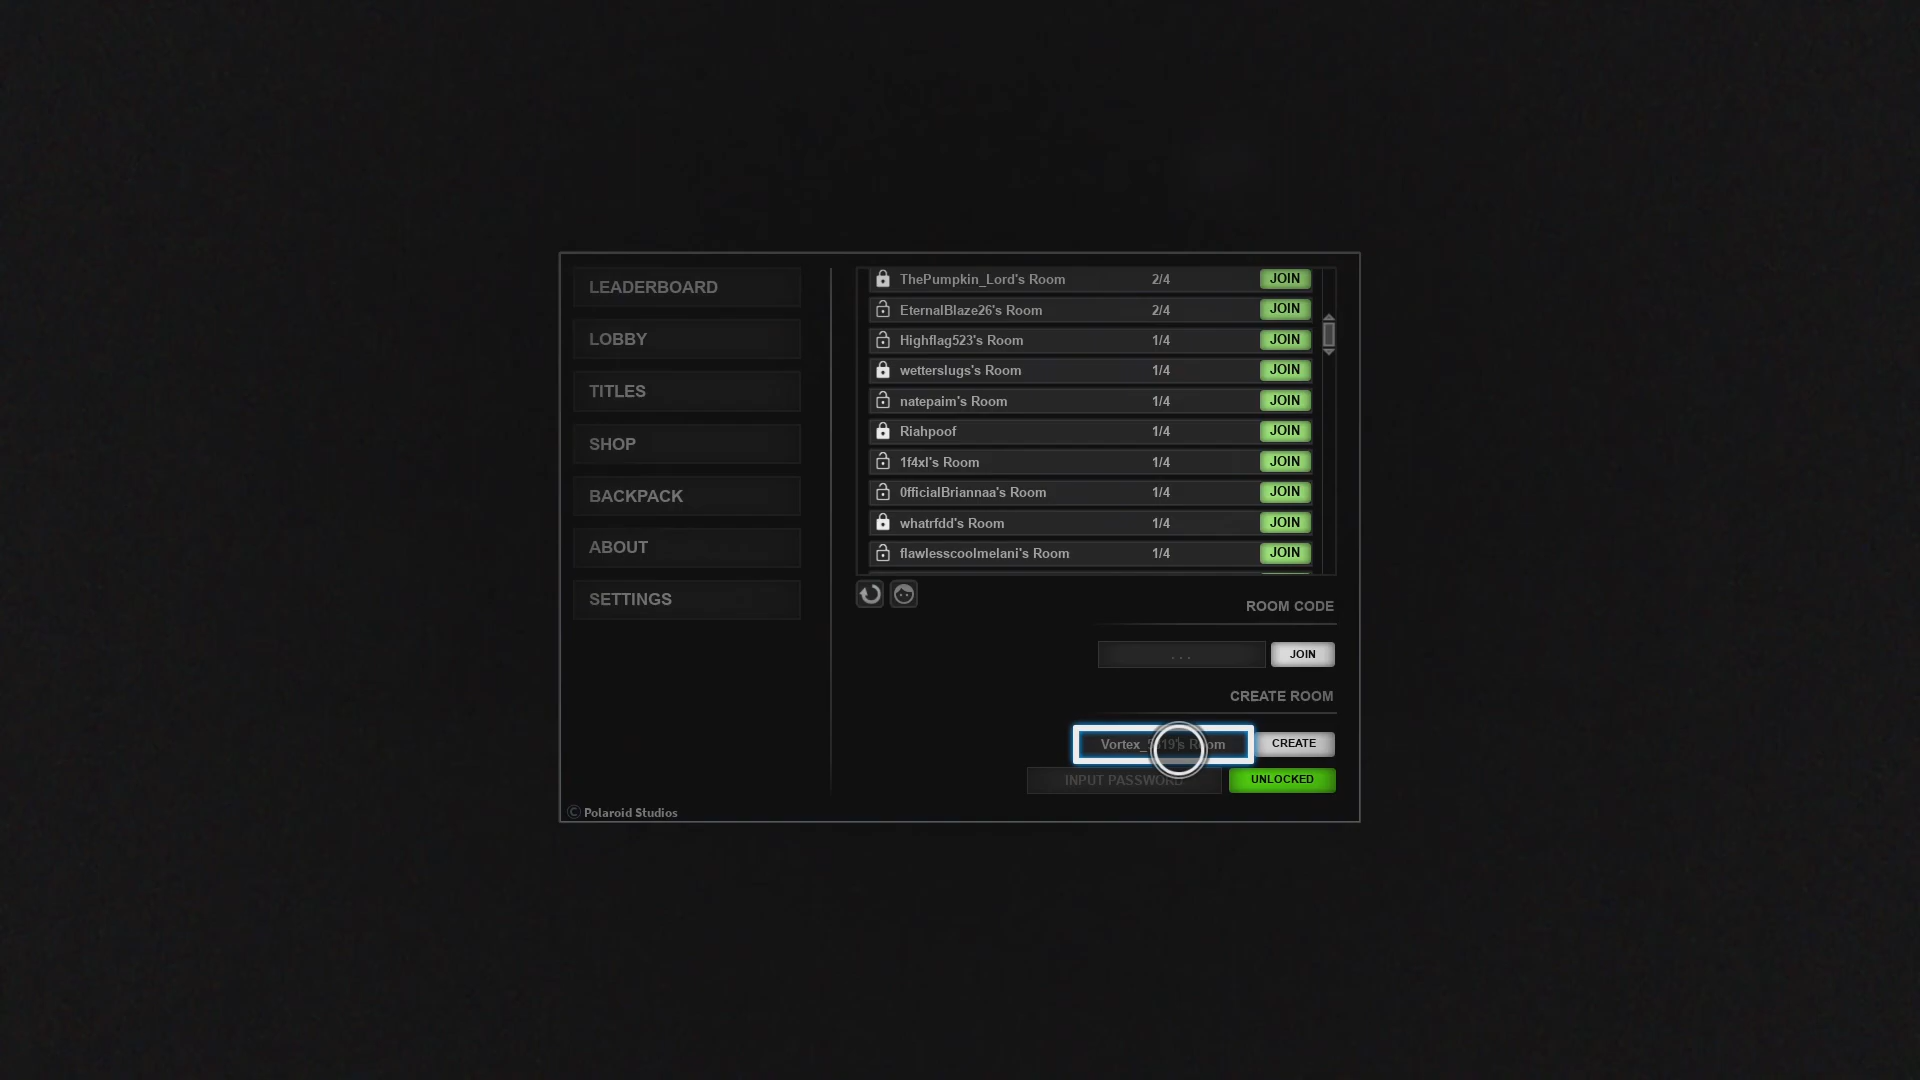 LEADERBOARD
LOBBY
TITLES
SHOP
BACKPACK
ABOUT
SETTINGS
ThePumpkin_Lord's Room 2/4 JOIN
EternalBlaze26's Room 2/4 JOIN
Highflag523's Room 1/4 JOIN
wetterslugs's Room 1/4 JOIN
natepaim's Room 1/4 JOIN
Riahpoof 1/4 JOIN
1f4xl's Room 1/4 JOIN
0fficialBriannaa's Room 1/4 JOIN
whatrfdd's Room 1/4 JOIN
flawlesscoolmelani's Room 1/4 JOIN
ROOM CODE
... JOIN
CREATE ROOM
Room CREATE
INPUT PASSWORD UNLOCKED
© Polaroid Studios